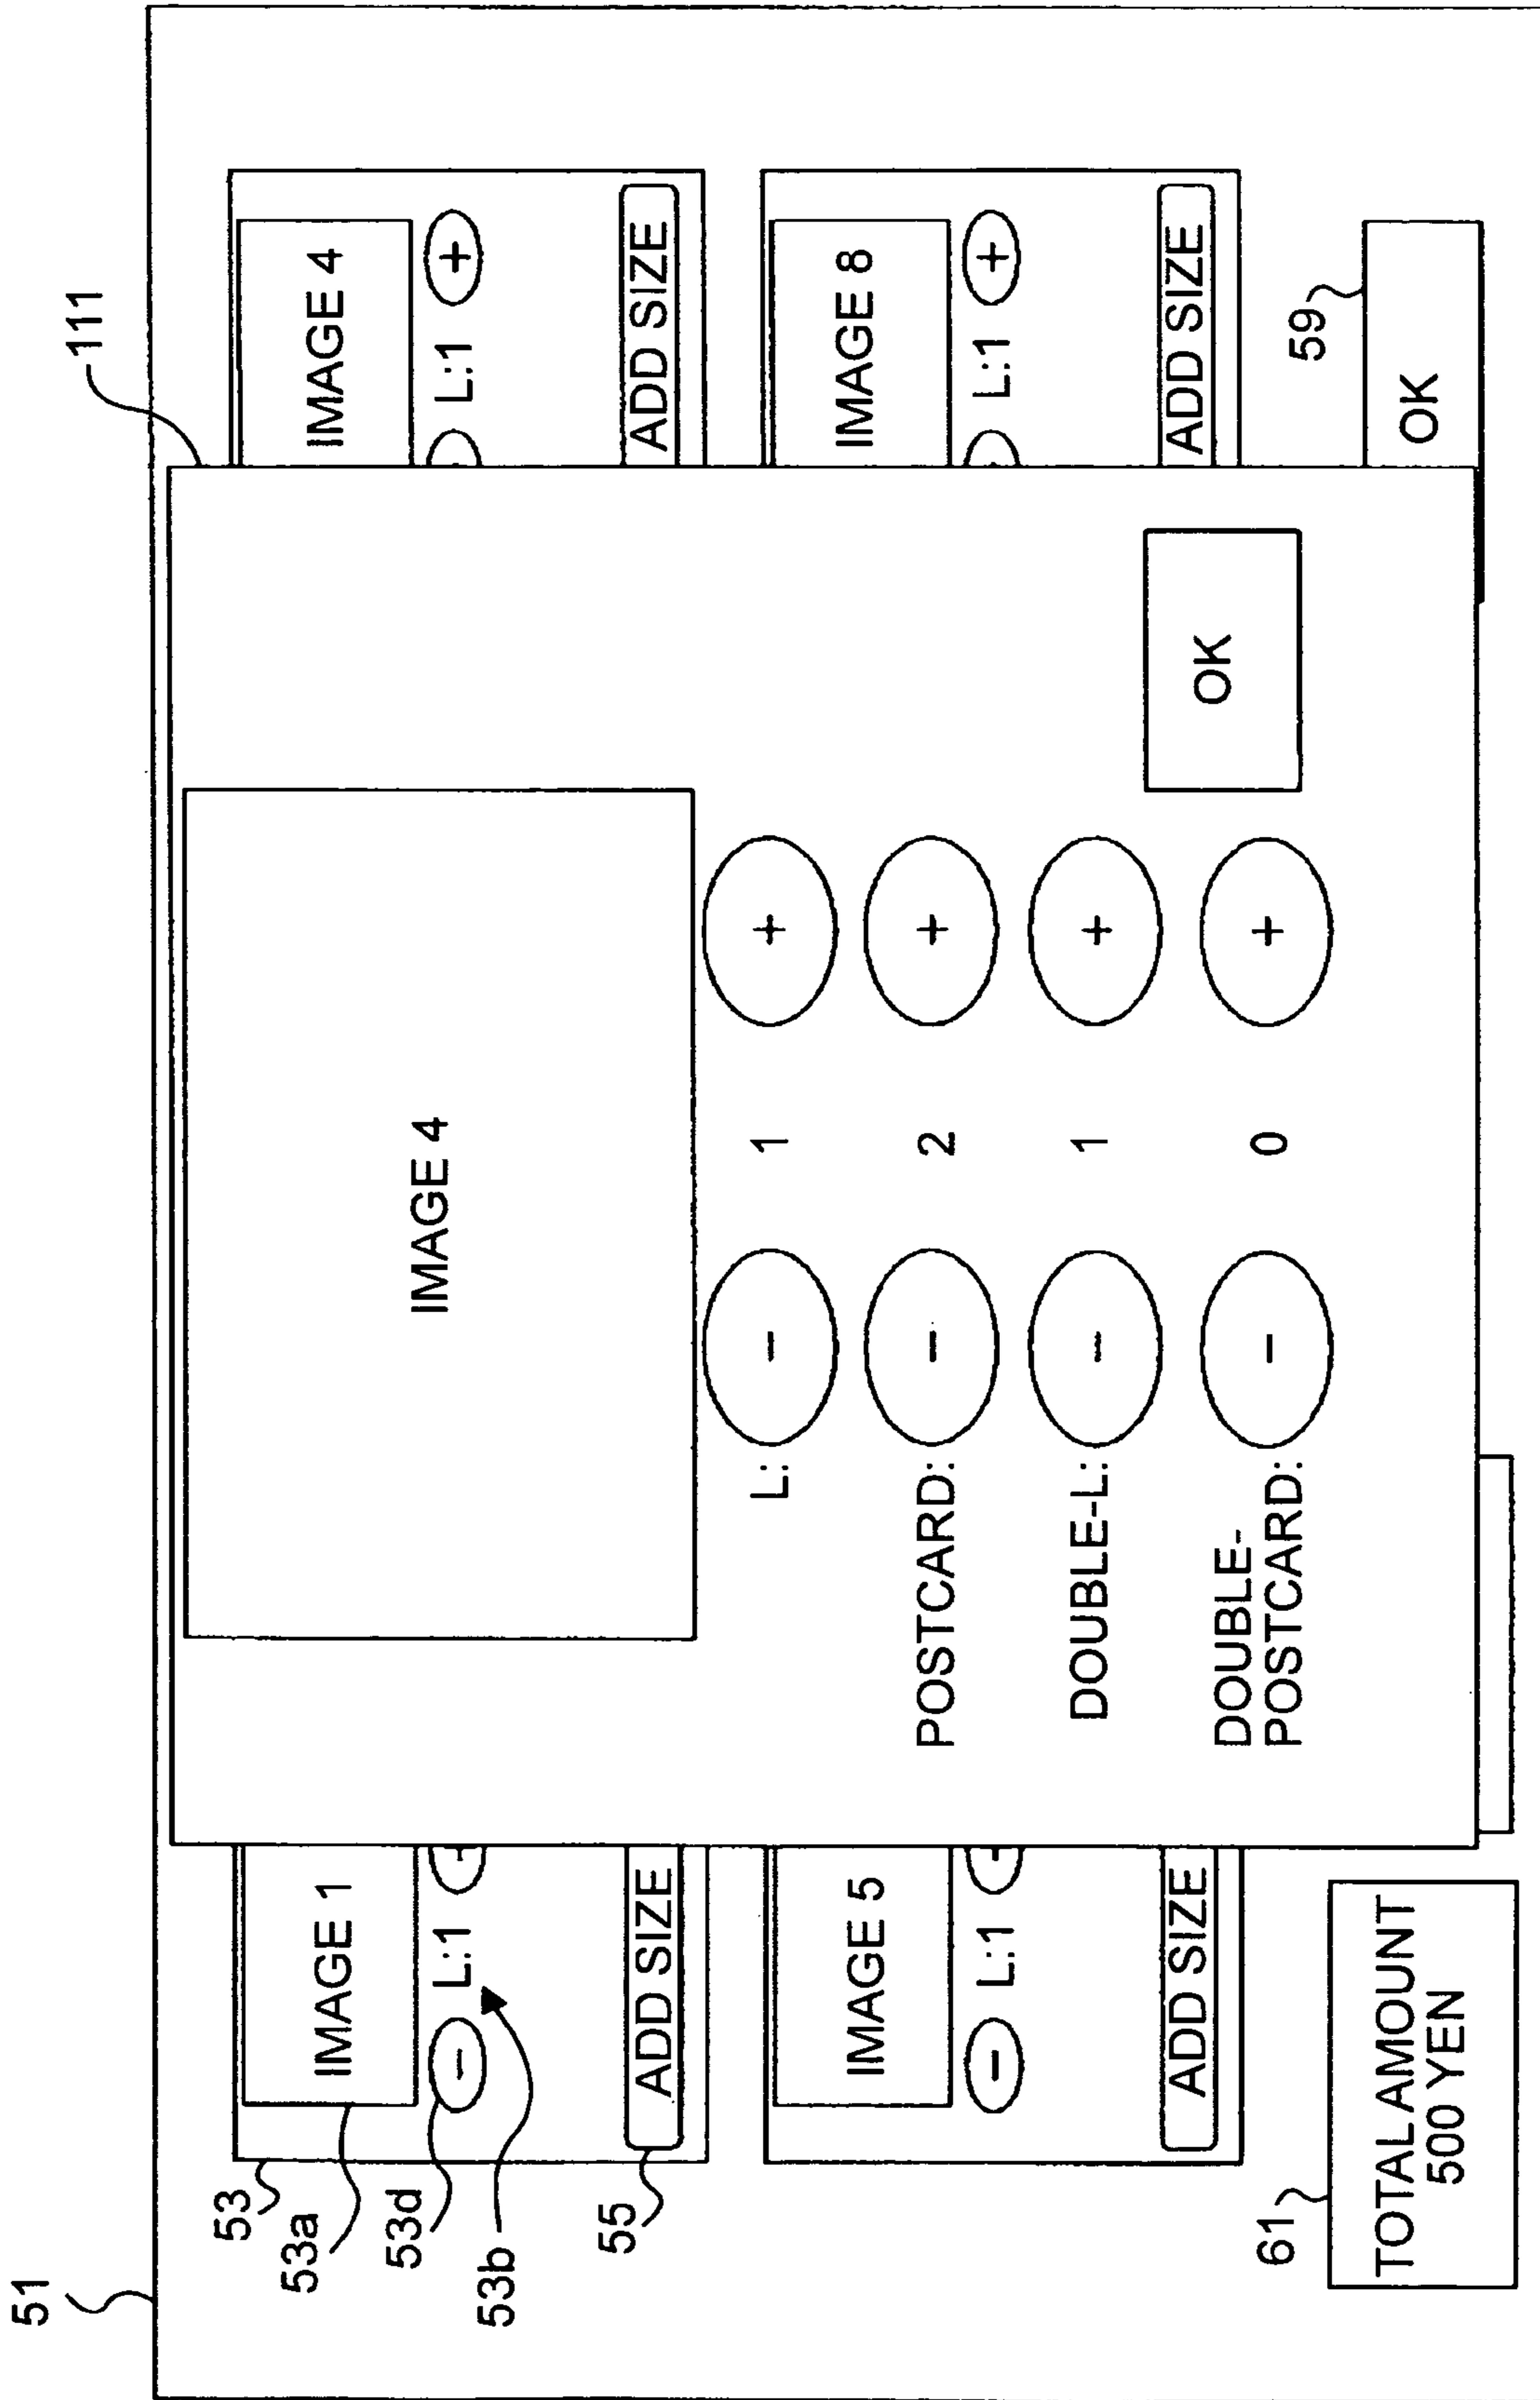 51
111
53
53a
53d
53b
55
IMAGE 1
- L:1
ADD SIZE
IMAGE 4
L:1 +
ADD SIZE
IMAGE 4
L: - 1 +
POSTCARD: - 2 +
DOUBLE-L: - 1 +
DOUBLE-
POSTCARD: - 0 +
OK
IMAGE 5
- L:1
ADD SIZE
IMAGE 8
L:1 +
ADD SIZE
61
TOTAL AMOUNT
500 YEN
59
OK